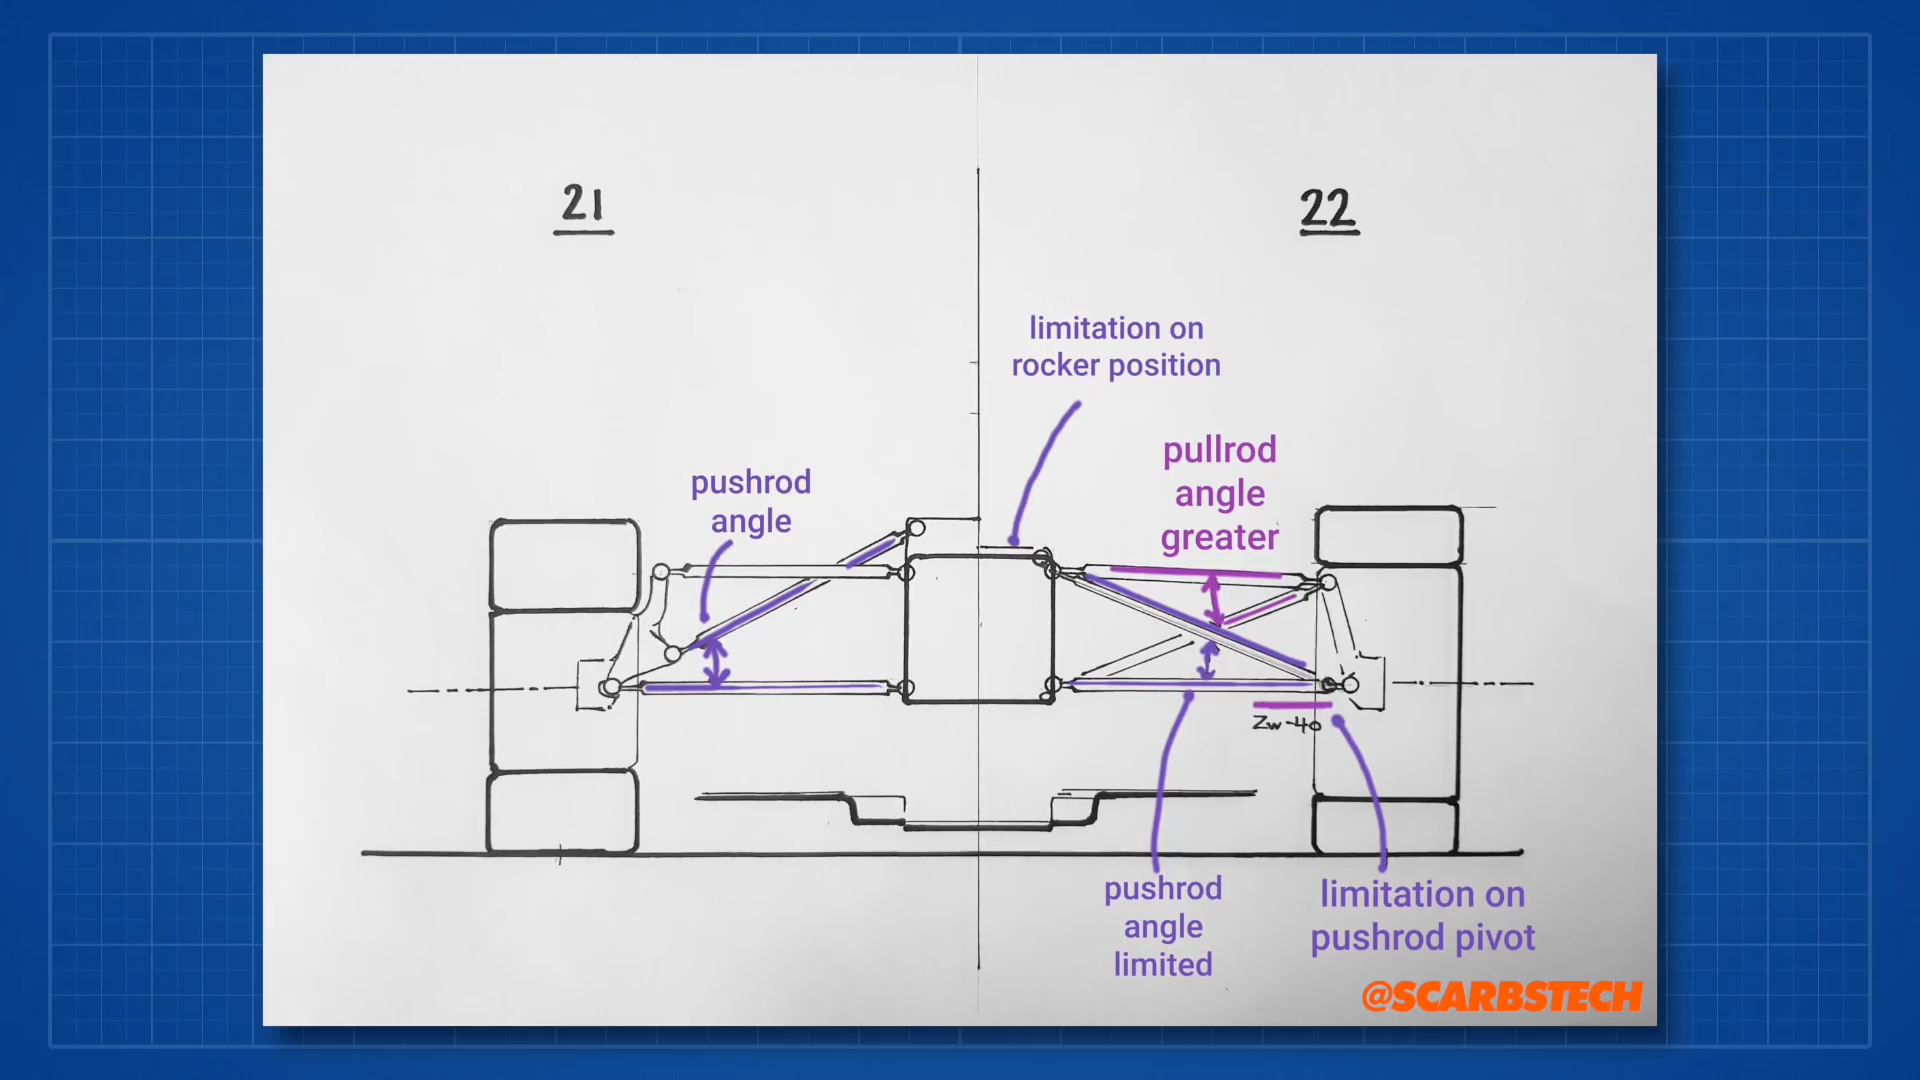 21
22
limitation on
rocker position
pullrod
angle
greater
pushrod
angle
Zw-40
pushrod
angle
limited
limitation on
pushrod pivot
@SCARBSTECH